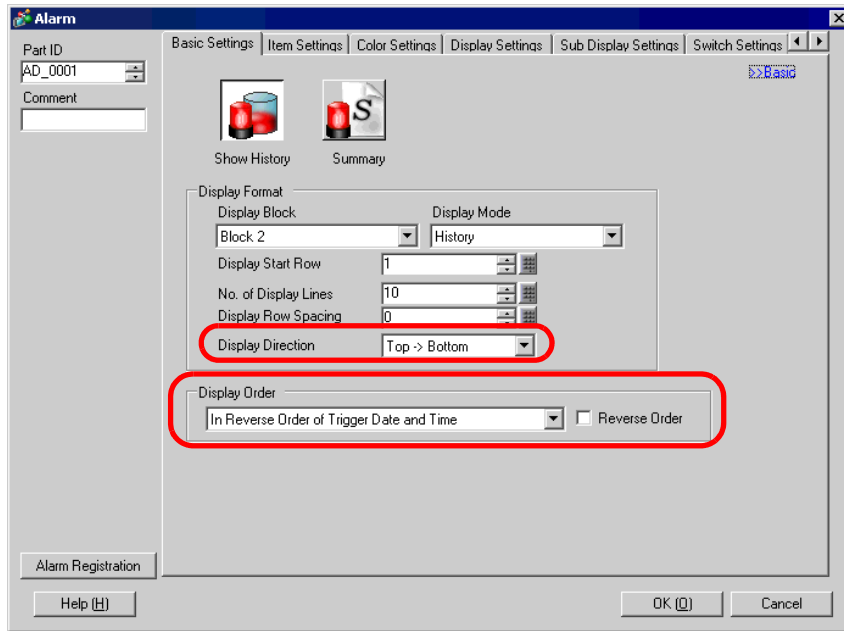 Alarm
Part ID
AD_0001
Comment
Basic Settings Item Settings Color Settings Display Settings Sub Display Settings Switch Settings
>>Basic
S
Show History Summary
Display Format
Display Block Display Mode
Block 2 History
Display Start Row 1
No. of Display Lines 10
Display Row Spacing 0
Display Direction Top -> Bottom
Display Order
In Reverse Order of Trigger Date and Time Reverse Order
Alarm Registration
Help (H) OK (O) Cancel